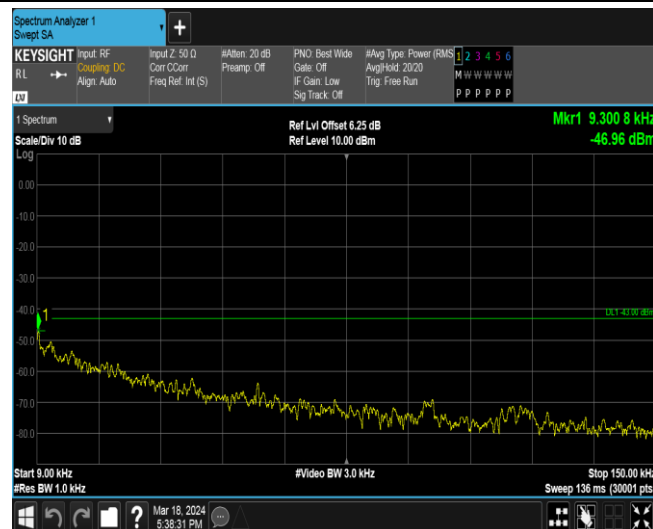 Spectrum Analyzer 1
Swept SA
+
KEYSIGHT
RL
LXI
Input: RF
Coupling: DC
Align: Auto
Input Z: 50 Ω
Corr CCorr
Freq Ref: Int (S)
#Atten: 20 dB
Preamp: Off
PNO: Best Wide
Gate: Off
IF Gain: Low
Sig Track: Off
#Avg Type: Power (RMS
Avg|Hold: 20/20
Trig: Free Run
1 2 3 4 5 6
M W W W W W
P P P P P P
1 Spectrum
Scale/Div 10 dB
Ref Lvl Offset 6.25 dB
Ref Level 10.00 dBm
Mkr1 9.300 8 kHz
-46.96 dBm
Log
0.00
-10.0
-20.0
-30.0
-40.0
1
DL1 -43.00 dBm
-50.0
-60.0
-70.0
-80.0
Start 9.00 kHz
#Video BW 3.0 kHz
Stop 150.00 kHz
#Res BW 1.0 kHz
Sweep 136 ms (30001 pts
?
Mar 18, 2024
5:38:31 PM